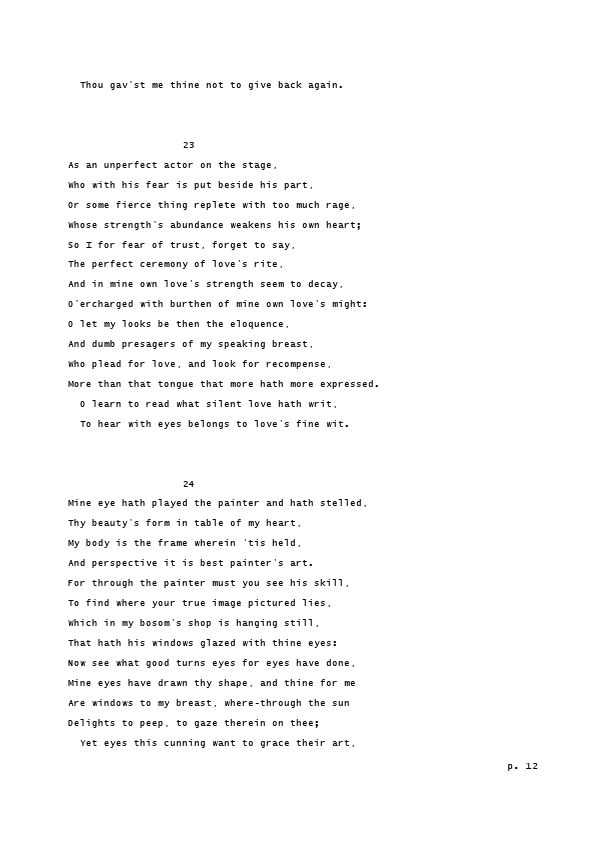 Thou gav'st me thine not to give back again.
23
As an unperfect actor on the stage,
Who with his fear is put beside his part,
Or some fierce thing replete with too much rage,
Whose strength's abundance weakens his own heart;
So I for fear of trust, forget to say,
The perfect ceremony of love's rite,
And in mine own love's strength seem to decay,
O'ercharged with burthen of mine own love's might:
O let my looks be then the eloquence,
And dumb presagers of my speaking breast,
Who plead for love, and look for recompense,
More than that tongue that more hath more expressed.
O learn to read what silent love hath writ,
To hear with eyes belongs to love's fine wit.
24
Mine eye hath played the painter and hath stelled,
Thy beauty's form in table of my heart,
My body is the frame wherein 'tis held,
And perspective it is best painter's art.
For through the painter must you see his skill,
To find where your true image pictured lies,
Which in my bosom's shop is hanging still,
That hath his windows glazed with thine eyes:
Now see what good turns eyes for eyes have done,
Mine eyes have drawn thy shape, and thine for me
Are windows to my breast, where-through the sun
Delights to peep, to gaze therein on thee;
Yet eyes this cunning want to grace their art,
p. 12